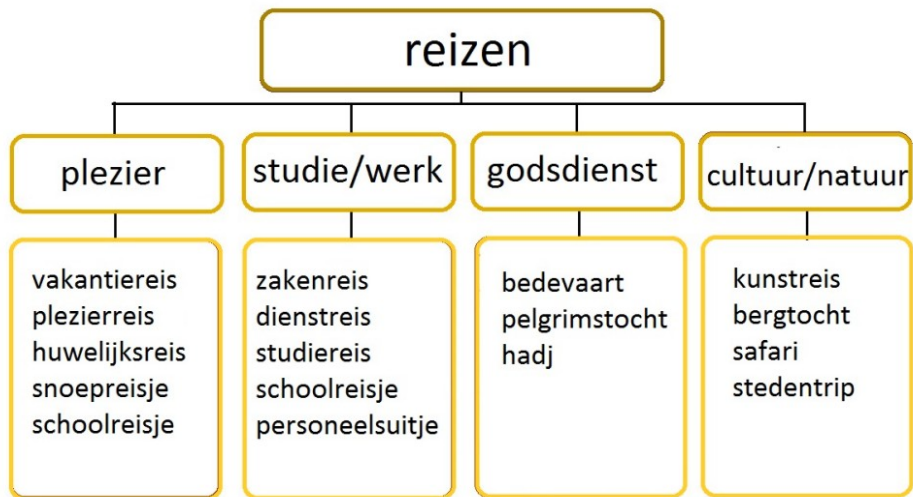 reizen
plezier
studie/werk
godsdienst
cultuur/natuur
vakantiereis
plezierreis
huwelijksreis
snoepreisje
schoolreisje
zakenreis
dienstreis
studiereis
schoolreisje
personeelsuitje
bedevaart
pelgrimstocht
hadj
kunstreis
bergtocht
safari
stedentrip